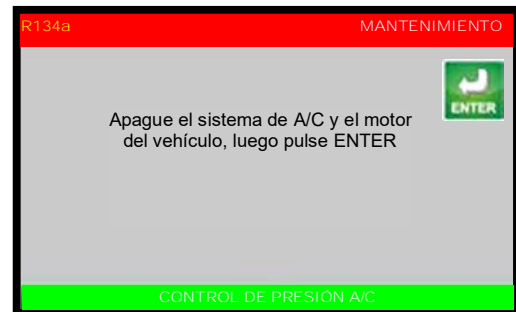 R134a MANTENIMIENTO
ENTER
Apague el sistema de A/C y el motor
del vehículo, luego pulse ENTER
CONTROL DE PRESIÓN A/C